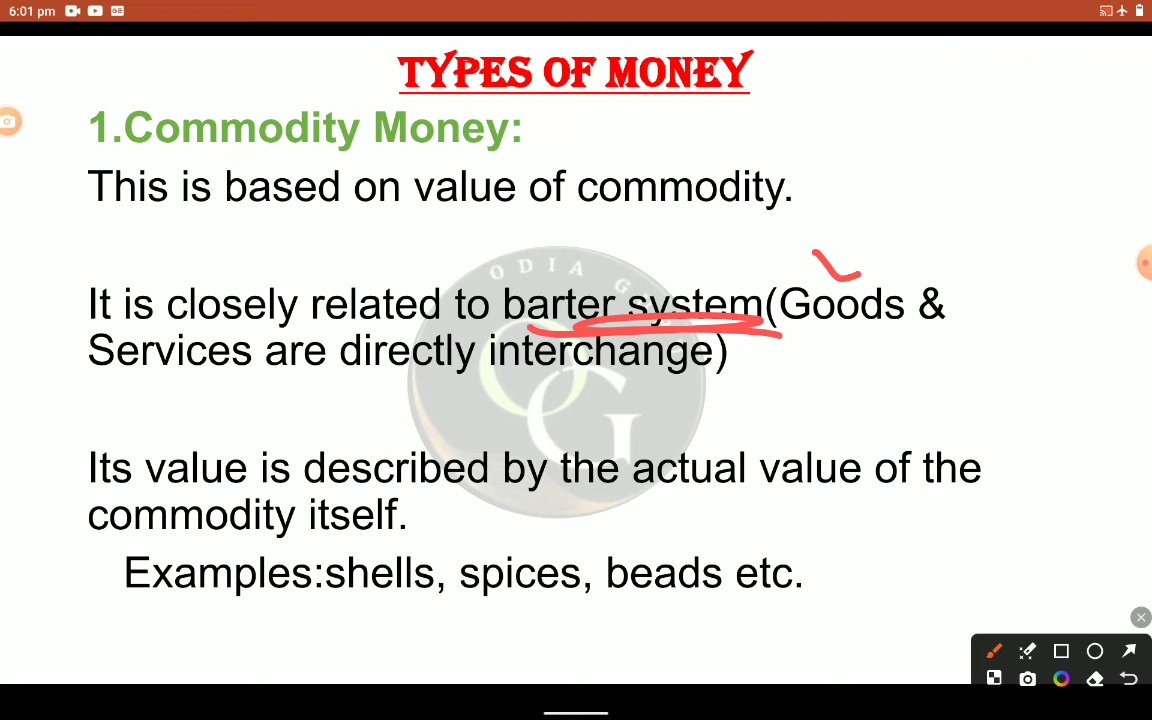 6:01 pm
TYPES OF MONEY
1.Commodity Money:
This is based on value of commodity.
ODIA G
It is closely related to barter system(Goods &
Services are directly interchange)
OG
Its value is described by the actual value of the
commodity itself.
Examples:shells, spices, beads etc.